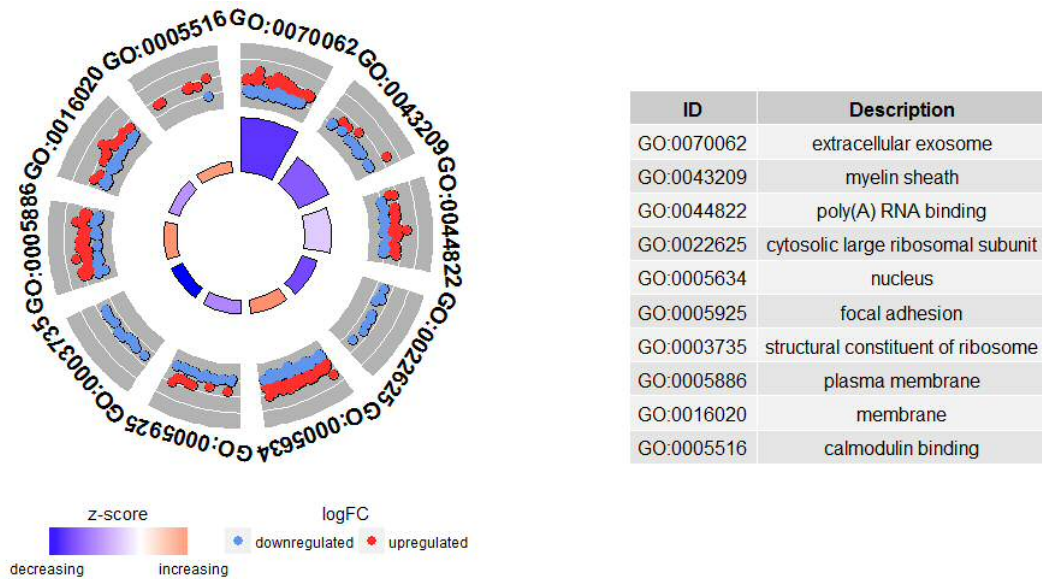 GO:0005516
GO:0070062
GO:0043209
GO:0044822
GO:0022625
GO:0005634
GO:0005925
GO:0003735
GO:0005886
GO:0016020
ID Description
GO:0070062 extracellular exosome
GO:0043209 myelin sheath
GO:0044822 poly(A) RNA binding
GO:0022625 cytosolic large ribosomal subunit
GO:0005634 nucleus
GO:0005925 focal adhesion
GO:0003735 structural constituent of ribosome
GO:0005886 plasma membrane
GO:0016020 membrane
GO:0005516 calmodulin binding
z-score logFC
downregulated upregulated
decreasing increasing